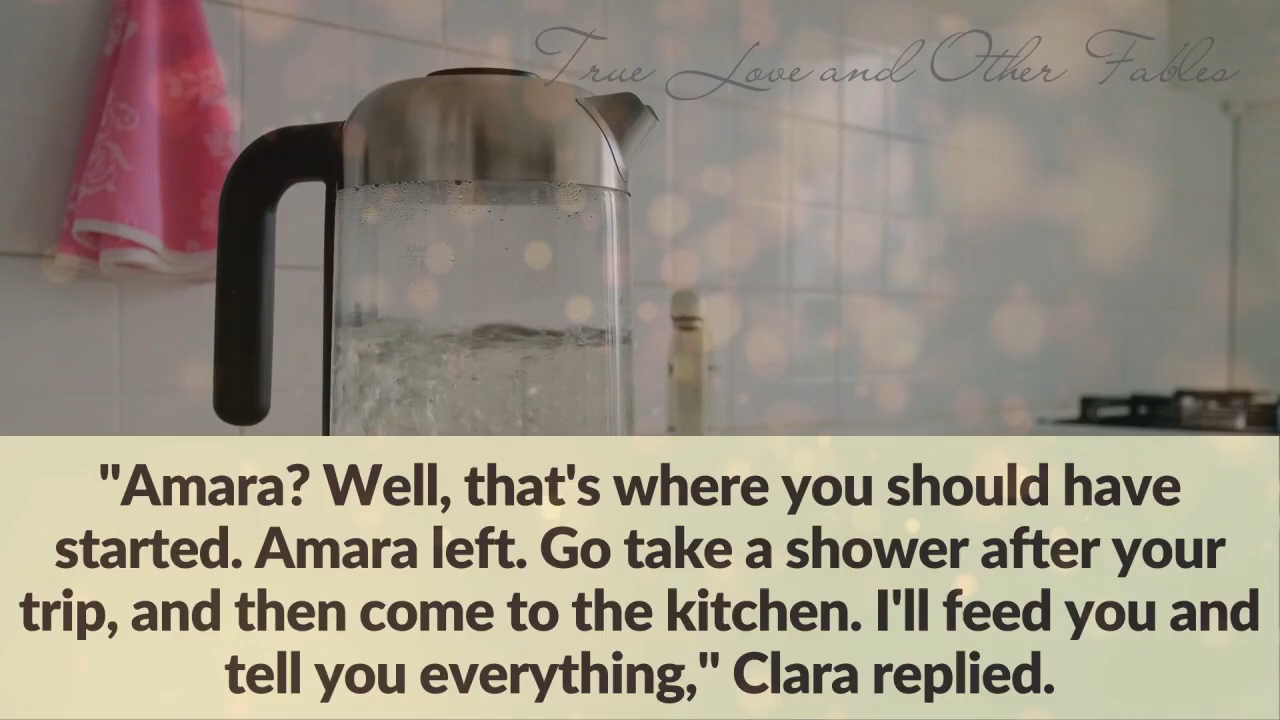 True Love and Other Fables
"Amara? Well, that's where you should have
started. Amara left. Go take a shower after your
trip, and then come to the kitchen. I'll feed you and
tell you everything," Clara replied.